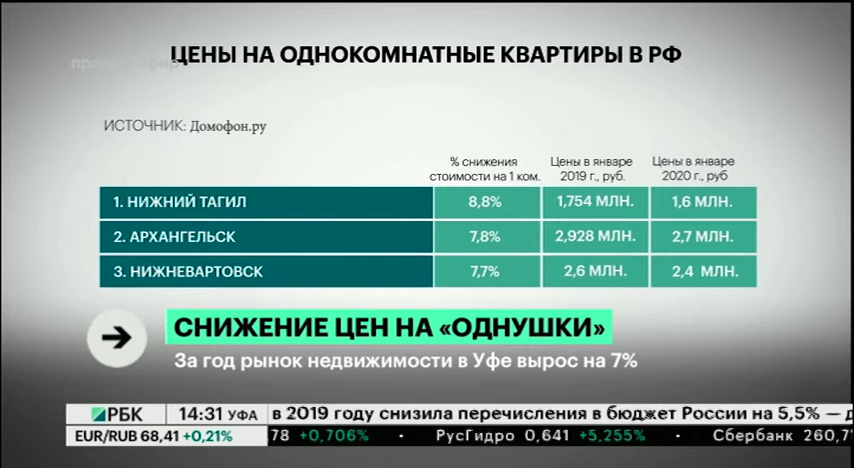 ЦЕНЫ НА ОДНОКОМНАТНЫЕ КВАРТИРЫ В РФ
ИСТОЧНИК: Домофон.ру
% снижения стоимости на 1 ком.
Цены в январе 2019 г., руб.
Цены в январе 2020 г., руб
1. НИЖНИЙ ТАГИЛ 8,8% 1,754 МЛН. 1,6 МЛН.
2. АРХАНГЕЛЬСК 7,8% 2,928 МЛН. 2,7 МЛН.
3. НИЖНЕВАРТОВСК 7,7% 2,6 МЛН. 2,4 МЛН.
СНИЖЕНИЕ ЦЕН НА «ОДНУШКИ»
За год рынок недвижимости в Уфе вырос на 7%
РБК 14:31 УФА в 2019 году снизила перечисления в бюджет России на 5,5% — д
EUR/RUB 68,41 +0,21% 78 +0,706% · РусГидро 0,641 +5,255% · Сбербанк 260,7